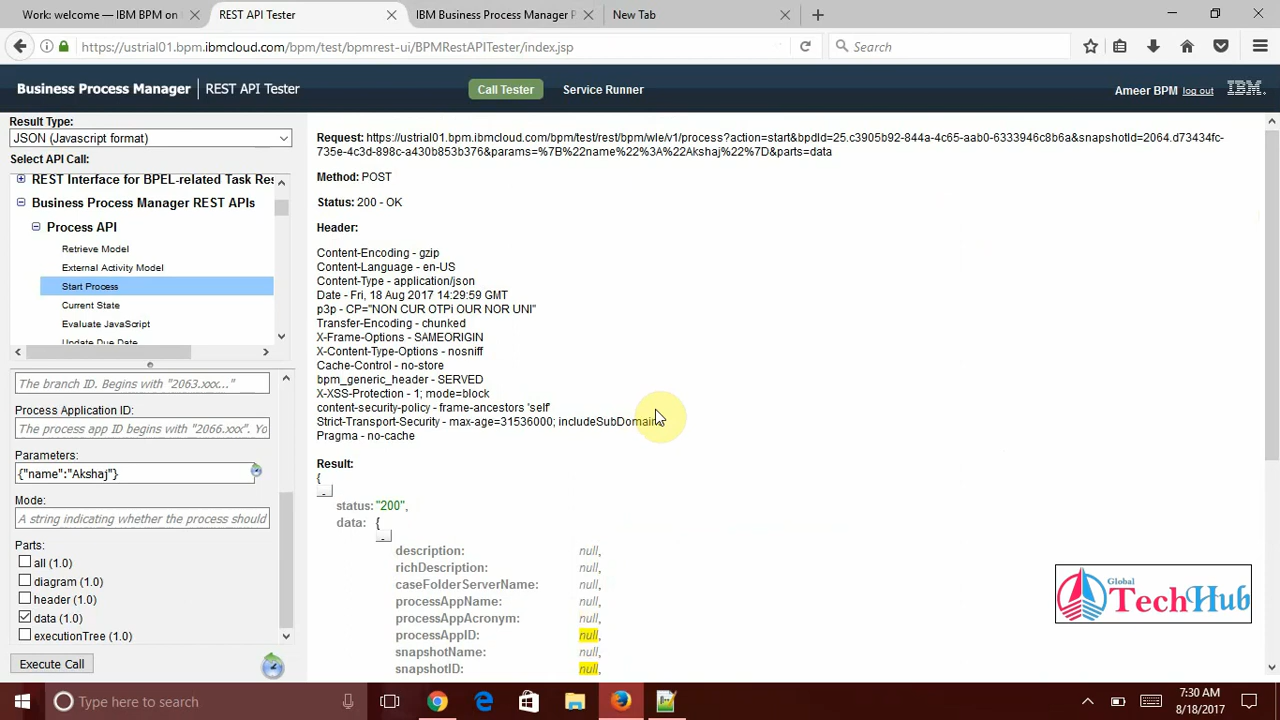 Work: welcome — IBM BPM on
REST API Tester
IBM Business Process Manager P
New Tab
https://ustrial01.bpm.ibmcloud.com/bpm/test/bpmrest-ui/BPMRestAPITester/index.jsp
Search
Business Process Manager REST API Tester
Call Tester
Service Runner
Ameer BPM log out
IBM
Result Type:
JSON (Javascript format)
Select API Call:
REST Interface for BPEL-related Task Res
Business Process Manager REST APIs
Process API
Retrieve Model
External Activity Model
Start Process
Current State
Evaluate JavaScript
Update Due Date
The branch ID. Begins with "2063.xxx..."
Process Application ID:
The process app ID. Begins with "2066.xxx". Yo
Parameters:
{"name":"Akshaj"}
Mode:
A string indicating whether the process should
Parts:
all (1.0)
diagram (1.0)
header (1.0)
data (1.0)
executionTree (1.0)
Execute Call
Request: https://ustrial01.bpm.ibmcloud.com/bpm/test/rest/bpm/wle/v1/process?action=start&bpdId=25.c3905b92-844a-4c65-aab0-6333946c8b6a&snapshotId=2064.d73434fc-
735e-4c3d-898c-a430b853b376&params=%7B%22name%22%3A%22Akshaj%22%7D&parts=data
Method: POST
Status: 200 - OK
Header:
Content-Encoding - gzip
Content-Language - en-US
Content-Type - application/json
Date - Fri, 18 Aug 2017 14:29:59 GMT
p3p - CP="NON CUR OTPi OUR NOR UNI"
Transfer-Encoding - chunked
X-Frame-Options - SAMEORIGIN
X-Content-Type-Options - nosniff
Cache-Control - no-store
bpm_generic_header - SERVED
X-XSS-Protection - 1; mode=block
content-security-policy - frame-ancestors 'self'
Strict-Transport-Security - max-age=31536000; includeSubDomain
Pragma - no-cache
Result:
{
status: "200",
data: {
description: null,
richDescription: null,
caseFolderServerName: null,
processAppName: null,
processAppAcronym: null,
processAppID: null,
snapshotName: null,
snapshotID: null,
Global
TechHub
Type here to search
7:30 AM
8/18/2017